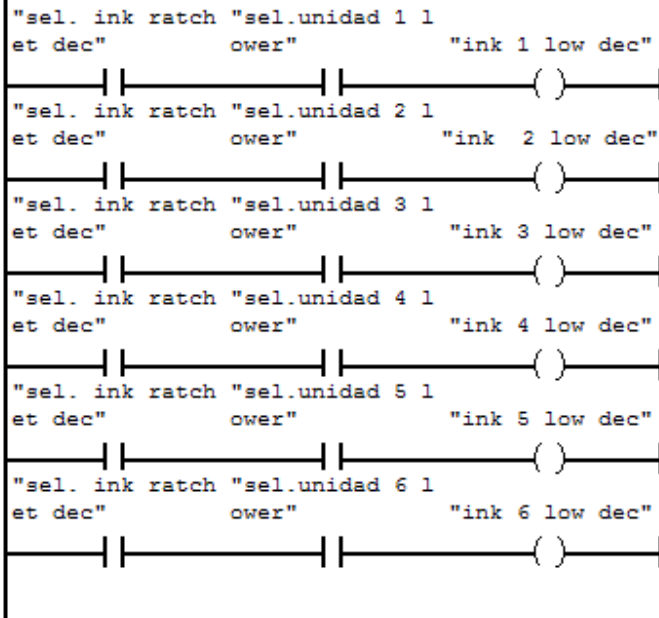 "sel. ink ratch "sel.unidad 1 l
et dec" ower" "ink 1 low dec"
"sel. ink ratch "sel.unidad 2 l
et dec" ower" "ink  2 low dec"
"sel. ink ratch "sel.unidad 3 l
et dec" ower" "ink 3 low dec"
"sel. ink ratch "sel.unidad 4 l
et dec" ower" "ink 4 low dec"
"sel. ink ratch "sel.unidad 5 l
et dec" ower" "ink 5 low dec"
"sel. ink ratch "sel.unidad 6 l
et dec" ower" "ink 6 low dec"